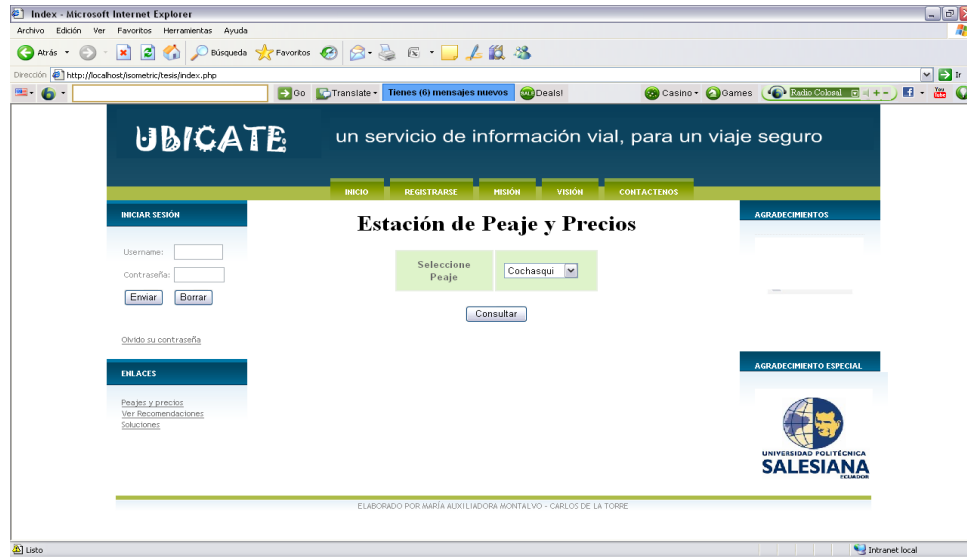 Index - Microsoft Internet Explorer
Archivo Edición Ver Favoritos Herramientas Ayuda
Atrás Búsqueda Favoritos
Dirección http://localhost/isometric/tesis/index.php Ir
Go Translate Tienes (6) mensajes nuevos Deals! Casino Games Radio Colosal
UBICATE un servicio de información vial, para un viaje seguro
INICIO REGISTRARSE MISIÓN VISIÓN CONTACTENOS
INICIAR SESIÓN
Username:
Contraseña:
Enviar Borrar
Olvido su contraseña
ENLACES
Peajes y precios
Ver Recomendaciones
Soluciones
Estación de Peaje y Precios
Seleccione
Peaje
Cochasqui
Consultar
AGRADECIMIENTOS
AGRADECIMIENTO ESPECIAL
UNIVERSIDAD POLITÉCNICA
SALESIANA
ECUADOR
ELABORADO POR MARÍA AUXILIADORA MONTALVO - CARLOS DE LA TORRE
Listo Intranet local